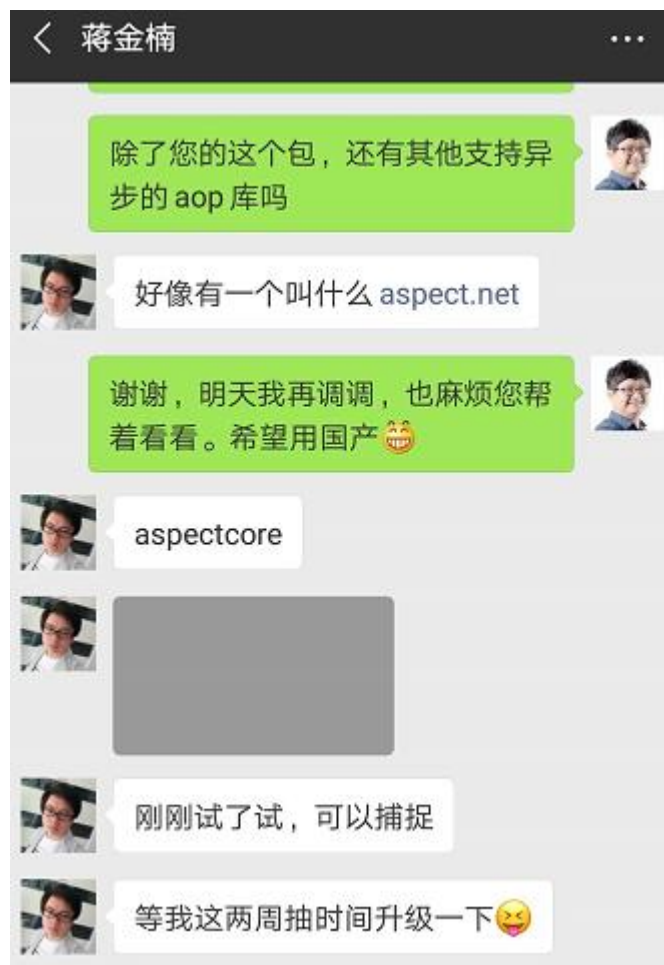 蒋金楠
除了您的这个包，还有其他支持异
步的 aop 库吗
好像有一个叫什么 aspect.net
谢谢，明天我再调调，也麻烦您帮
着看看。希望用国产😁
aspectcore
刚刚试了试，可以捕捉
等我这两周抽时间升级一下😝